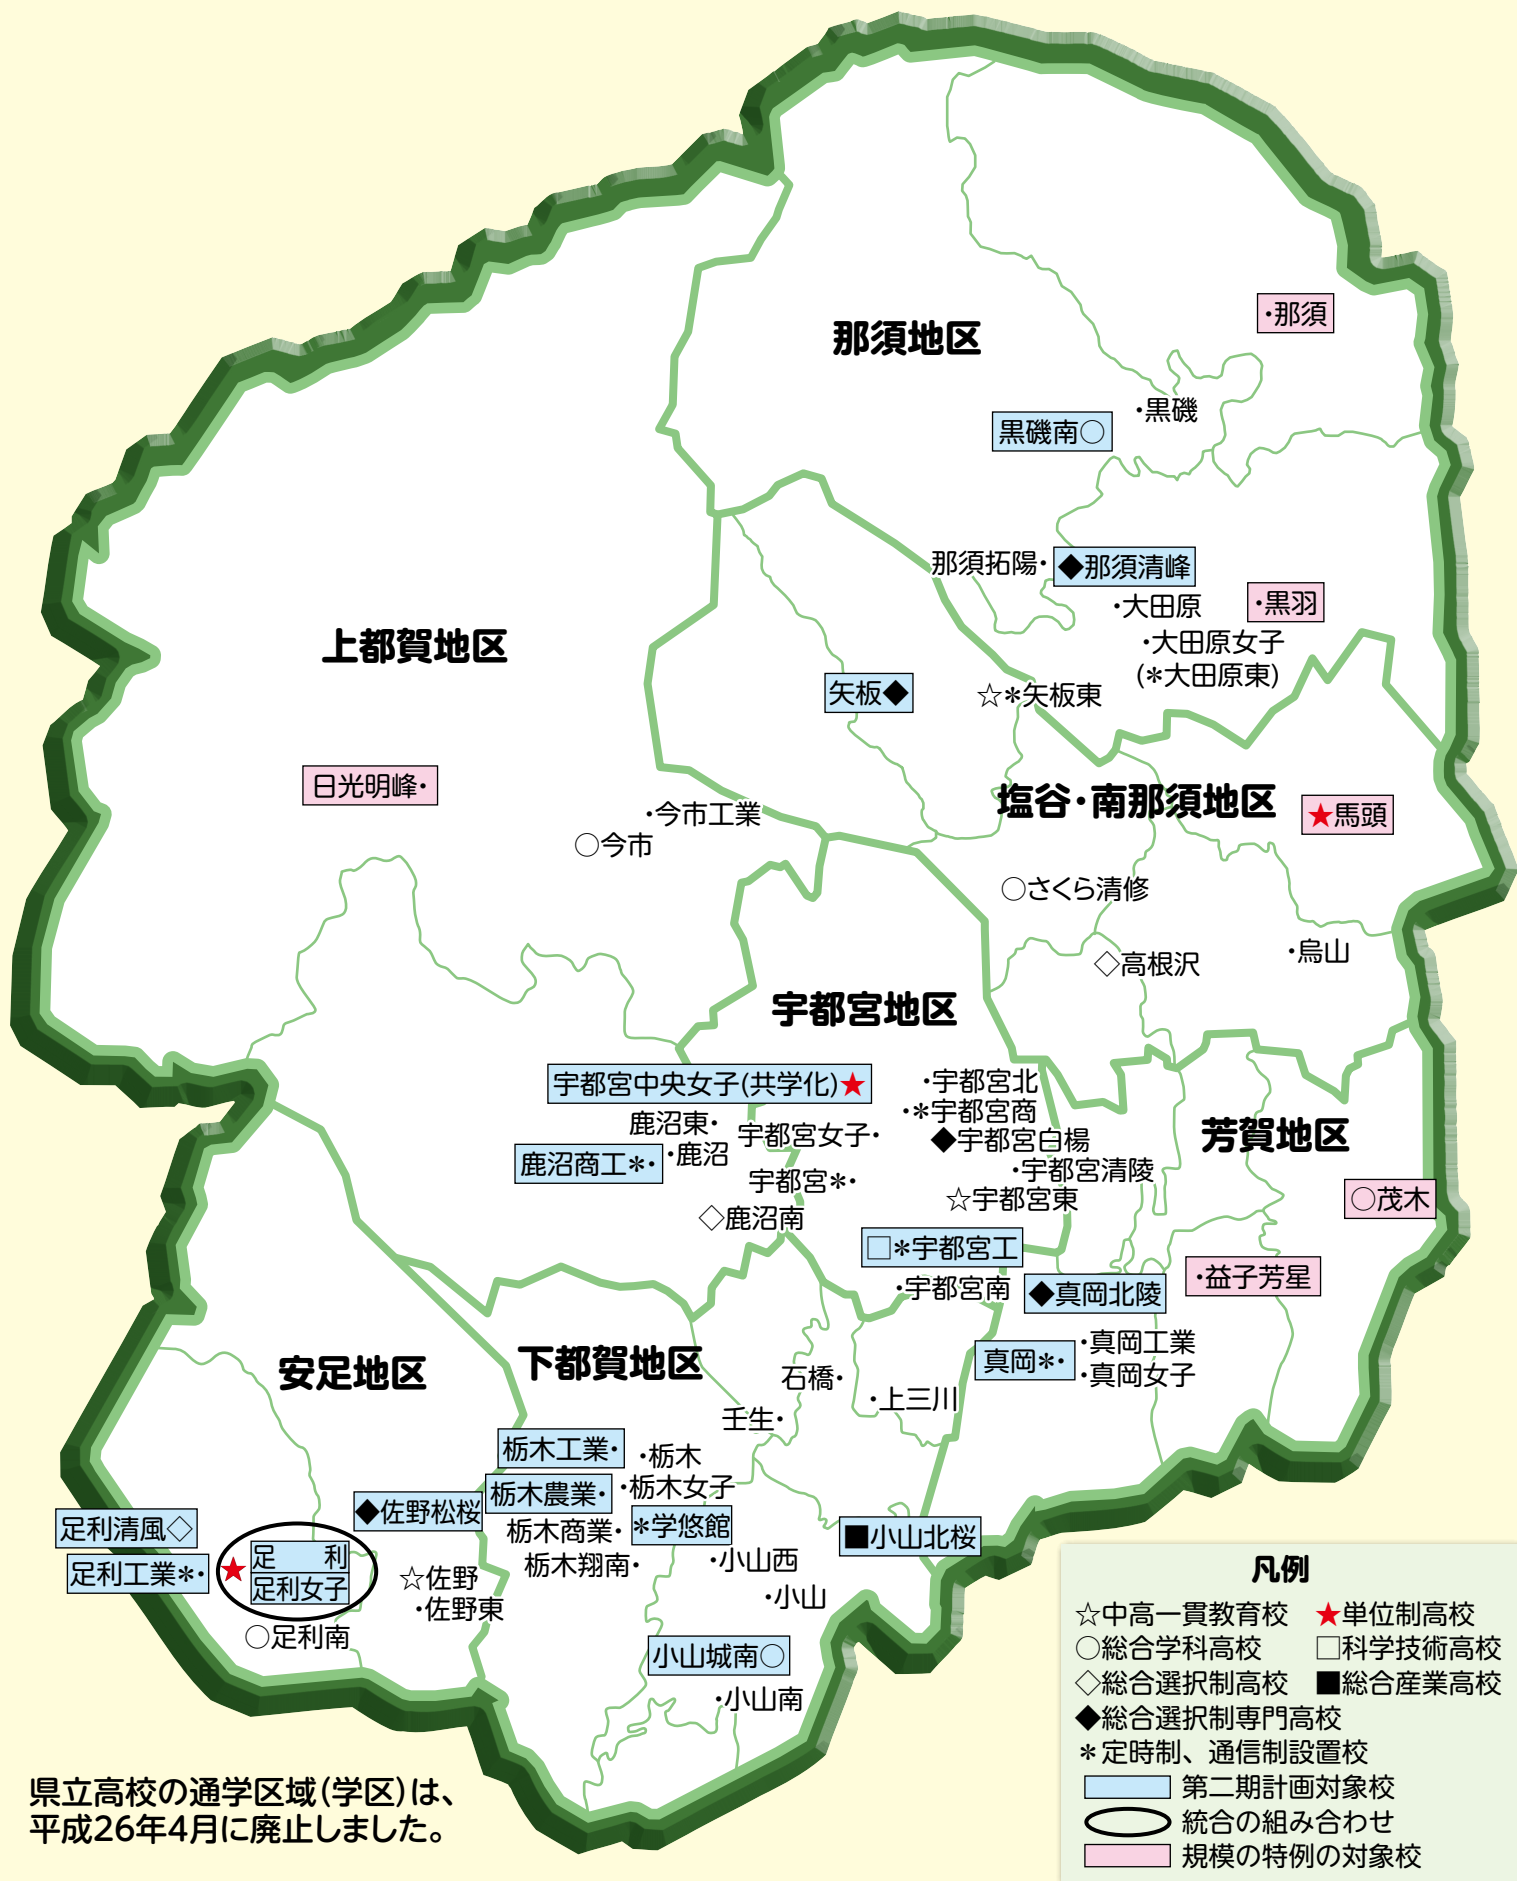 那須地区
・那須
・黒磯
黒磯南○
那須拓陽・
◆那須清峰
・大田原
・黒羽
・大田原女子
(＊大田原東)
上都賀地区
矢板◆
☆＊矢板東
日光明峰・
・今市工業
○今市
塩谷・南那須地区
★馬頭
○さくら清修
◇高根沢
・烏山
宇都宮地区
宇都宮中央女子(共学化)★
鹿沼東・
・鹿沼
鹿沼商工＊・
宇都宮女子・
宇都宮＊・
◇鹿沼南
・宇都宮北
・＊宇都宮商
◆宇都宮白楊
・宇都宮清陵
☆宇都宮東
□＊宇都宮工
・宇都宮南
芳賀地区
○茂木
・益子芳星
◆真岡北陵
真岡＊・
・真岡工業
・真岡女子
安足地区
下都賀地区
石橋・
・上三川
壬生・
栃木工業・
・栃木
栃木農業・
・栃木女子
◆佐野松桜
栃木商業・
＊学悠館
栃木翔南・
・小山西
■小山北桜
・小山
足利清風◇
足利工業＊・
★
足　利
足利女子
☆佐野
・佐野東
○足利南
小山城南○
・小山南
県立高校の通学区域(学区)は、
平成26年4月に廃止しました。
凡例
☆中高一貫教育校　★単位制高校
○総合学科高校　□科学技術高校
◇総合選択制高校　■総合産業高校
◆総合選択制専門高校
＊定時制、通信制設置校
第二期計画対象校
統合の組み合わせ
規模の特例の対象校